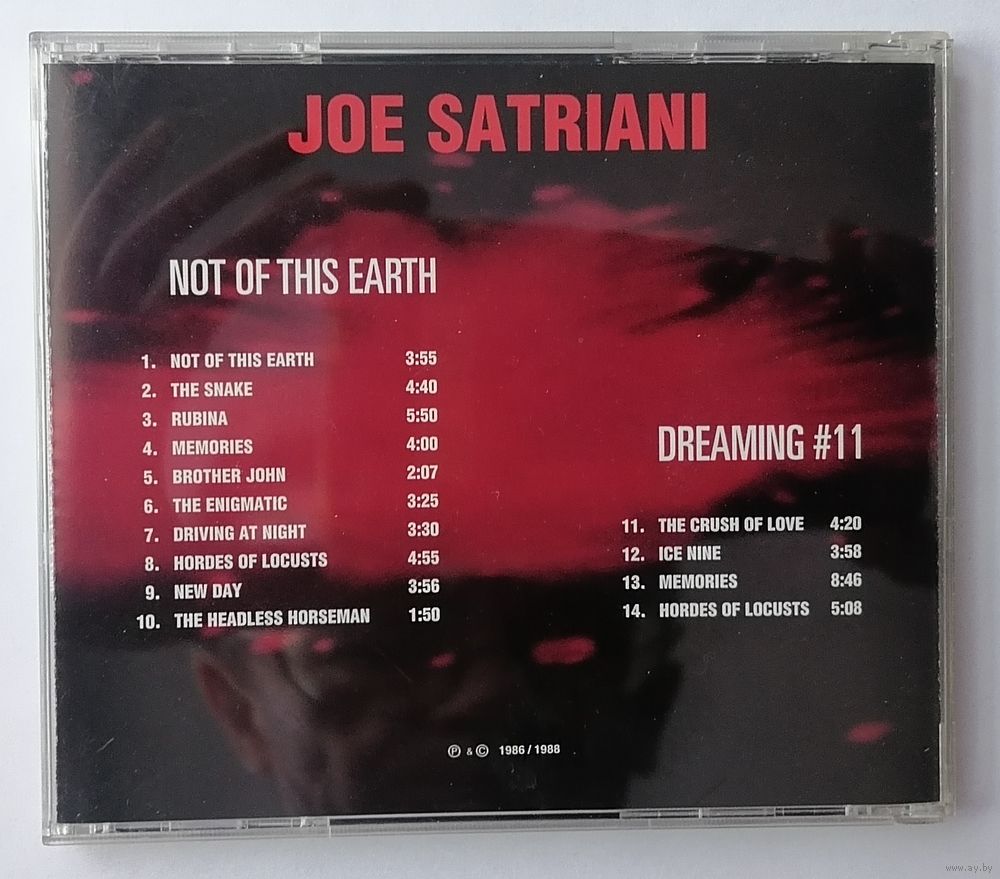 JOE SATRIANI
NOT OF THIS EARTH
1. NOT OF THIS EARTH 3:55
2. THE SNAKE 4:40
3. RUBINA 5:50
4. MEMORIES 4:00
5. BROTHER JOHN 2:07
6. THE ENIGMATIC 3:25
7. DRIVING AT NIGHT 3:30
8. HORDES OF LOCUSTS 4:55
9. NEW DAY 3:56
10. THE HEADLESS HORSEMAN 1:50
DREAMING #11
11. THE CRUSH OF LOVE 4:20
12. ICE NINE 3:58
13. MEMORIES 8:46
14. HORDES OF LOCUSTS 5:08
℗ & © 1986 / 1988
www.ay.by